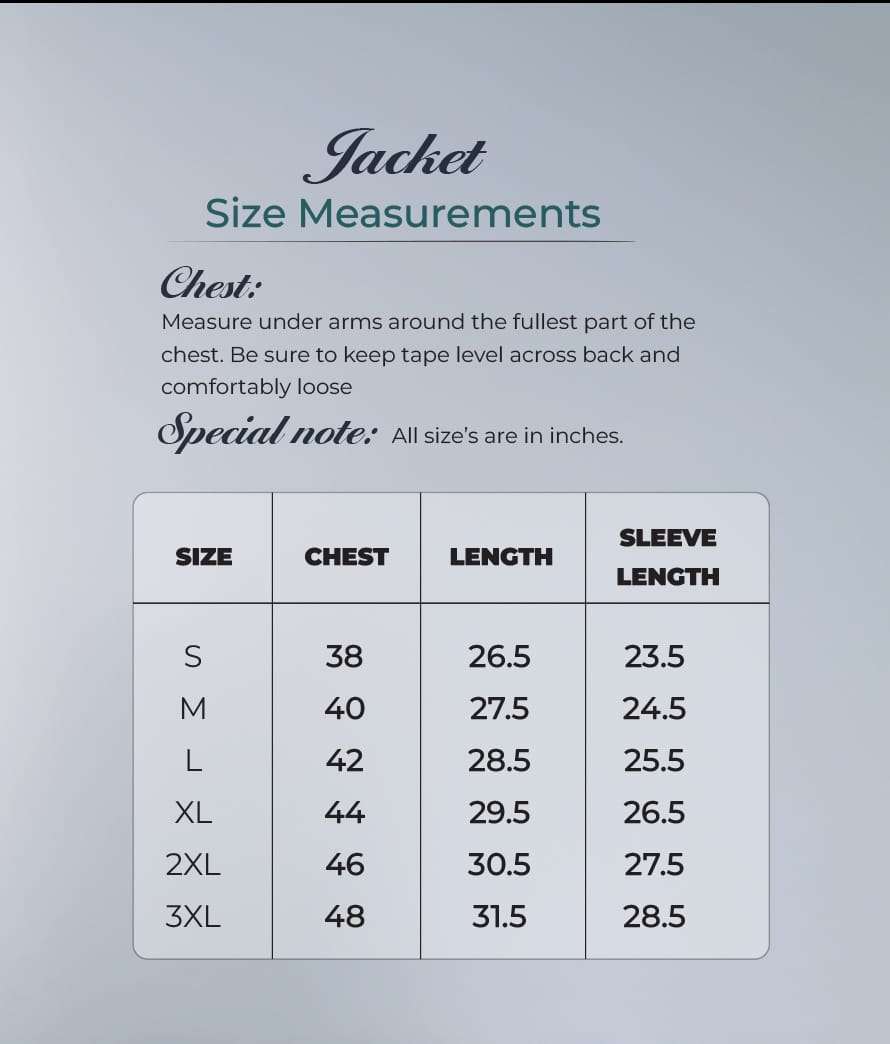 Jacket
Size Measurements
Chest:
Measure under arms around the fullest part of the
chest. Be sure to keep tape level across back and
comfortably loose
Special note: All size's are in inches.
SIZE CHEST LENGTH SLEEVE LENGTH
S 38 26.5 23.5
M 40 27.5 24.5
L 42 28.5 25.5
XL 44 29.5 26.5
2XL 46 30.5 27.5
3XL 48 31.5 28.5